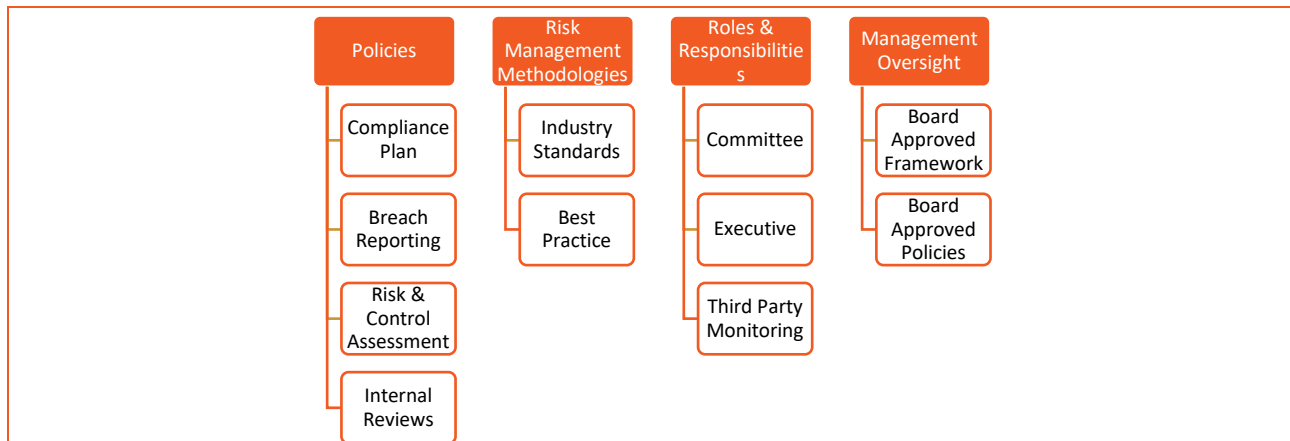 Policies
Compliance
Plan
Breach
Reporting
Risk &
Control
Assessment
Internal
Reviews
Risk
Management
Methodologies
Industry
Standards
Best
Practice
Roles &
Responsibilitie
s
Committee
Executive
Third Party
Monitoring
Management
Oversight
Board
Approved
Framework
Board
Approved
Policies